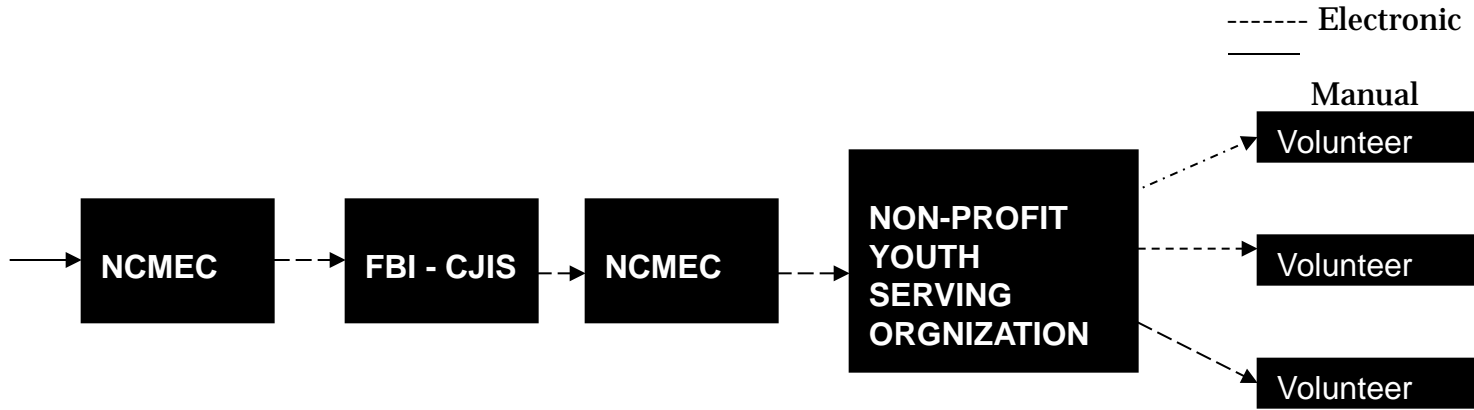 Electronic
Manual
Volunteer
NCMEC
FBI - CJIS
NCMEC
NON-PROFIT
YOUTH
SERVING
ORGNIZATION
Volunteer
Volunteer